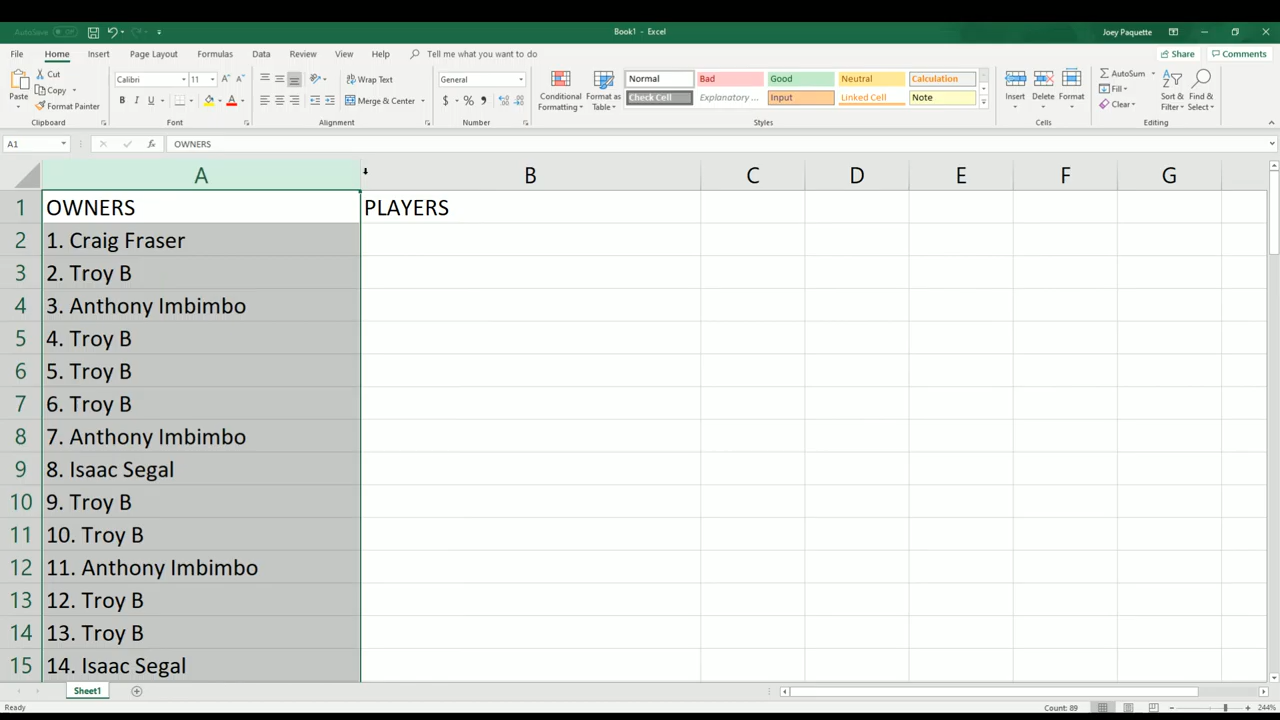 AutoSave Off
Book1 - Excel
Joey Paquette
File Home Insert Page Layout Formulas Data Review View Help Tell me what you want to do
Share Comments
Paste
Cut
Copy
Format Painter
Clipboard
Calibri 11
B I U
Font
Wrap Text
Merge & Center
Alignment
General
$ % ,
Number
Conditional Formatting
Format as Table
Normal Bad Good Neutral Calculation
Check Cell Explanatory ... Input Linked Cell Note
Styles
Insert Delete Format
Cells
AutoSum
Fill
Clear
Sort & Filter
Find & Select
Editing
A1 fx OWNERS
A B C D E F G
1 OWNERS PLAYERS
2 1. Craig Fraser
3 2. Troy B
4 3. Anthony Imbimbo
5 4. Troy B
6 5. Troy B
7 6. Troy B
8 7. Anthony Imbimbo
9 8. Isaac Segal
10 9. Troy B
11 10. Troy B
12 11. Anthony Imbimbo
13 12. Troy B
14 13. Troy B
15 14. Isaac Segal
Sheet1
Ready
Count: 89
244%